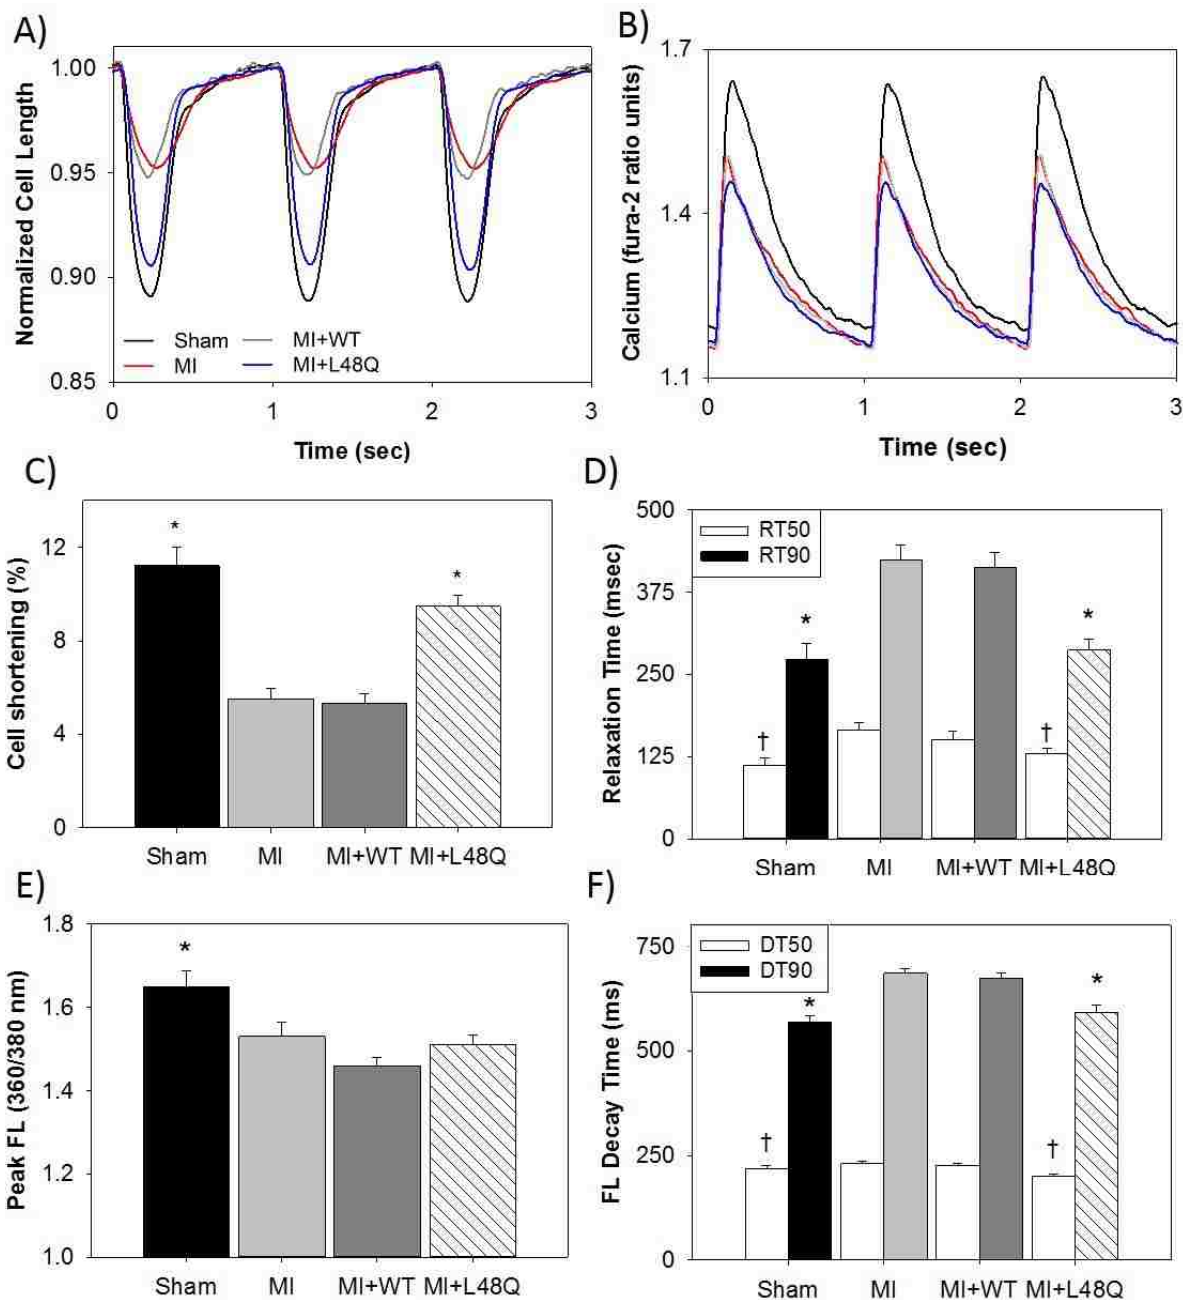 A)
1.00
0.95
0.90
0.85
Normalized Cell Length
Sham
MI
MI+WT
MI+L48Q
0 1 2 3
Time (sec)
B)
1.7
1.4
1.1
Calcium (fura-2 ratio units)
0 1 2 3
Time (sec)
C)
12
8
4
0
Cell shortening (%)
*
*
Sham MI MI+WT MI+L48Q
D)
500
375
250
125
0
Relaxation Time (msec)
RT50
RT90
†
*
†
*
Sham MI MI+WT MI+L48Q
E)
1.8
1.6
1.4
1.2
1.0
Peak FL (360/380 nm)
*
Sham MI MI+WT MI+L48Q
F)
750
500
250
0
FL Decay Time (ms)
DT50
DT90
†
*
†
*
Sham MI MI+WT MI+L48Q